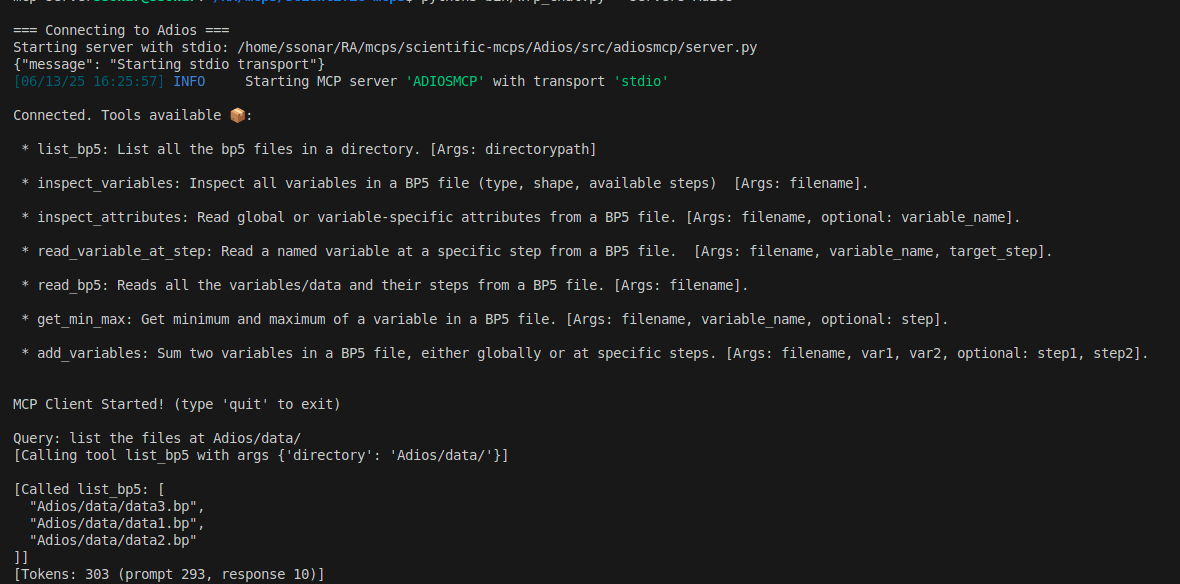 === Connecting to Adios ===
Starting server with stdio: /home/ssonar/RA/mcps/scientific-mcps/Adios/src/adiosmcp/server.py
{"message": "Starting stdio transport"}
[06/13/25 16:25:57] INFO     Starting MCP server 'ADIOSMCP' with transport 'stdio'
Connected. Tools available 📦:
* list_bp5: List all the bp5 files in a directory. [Args: directorypath]
* inspect_variables: Inspect all variables in a BP5 file (type, shape, available steps)  [Args: filename].
* inspect_attributes: Read global or variable-specific attributes from a BP5 file. [Args: filename, optional: variable_name].
* read_variable_at_step: Read a named variable at a specific step from a BP5 file.  [Args: filename, variable_name, target_step].
* read_bp5: Reads all the variables/data and their steps from a BP5 file. [Args: filename].
* get_min_max: Get minimum and maximum of a variable in a BP5 file. [Args: filename, variable_name, optional: step].
* add_variables: Sum two variables in a BP5 file, either globally or at specific steps. [Args: filename, var1, var2, optional: step1, step2].
MCP Client Started! (type 'quit' to exit)
Query: list the files at Adios/data/
[Calling tool list_bp5 with args {'directory': 'Adios/data/'}]
[Called list_bp5: [
  "Adios/data/data3.bp",
  "Adios/data/data1.bp",
  "Adios/data/data2.bp"
]]
[Tokens: 303 (prompt 293, response 10)]